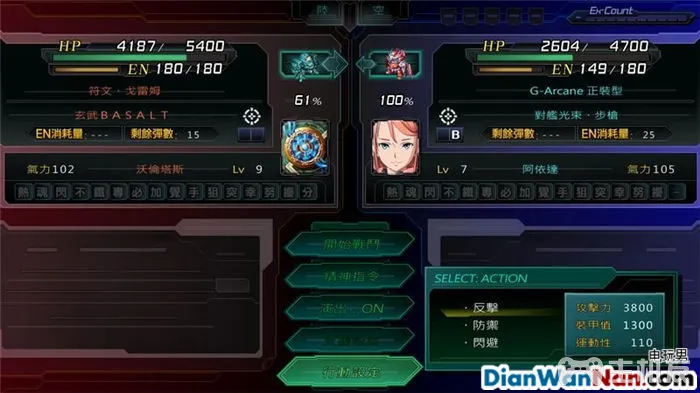 陸 空 ExCount
HP 4187/ 5400
EN 180/180
符文・戈雷姆
61%
玄武BASALT
EN消耗量：--- 剩餘彈數：15
氣力102 沃倫塔斯 Lv 9
熱 魂 閃 不 鐵 專 必 加 覺 手 狙 突 幸 努 擾 分
HP 2604/ 4700
EN 149/180
G-Arcane 正裝型
100%
對艦光束・步槍
B
剩餘彈數：--- EN消耗量：25
Lv 7 阿依達 氣力105
熱 魂 閃 不 鐵 專 必 加 覺 手 狙 突 幸 努 擾
開始戰鬥
精神指令
演出：ON
行動設定
SELECT: ACTION
・反擊
・防禦
・閃避
攻擊力 3800
裝甲值 1300
運動性 110
电玩男
DianWanNan.com